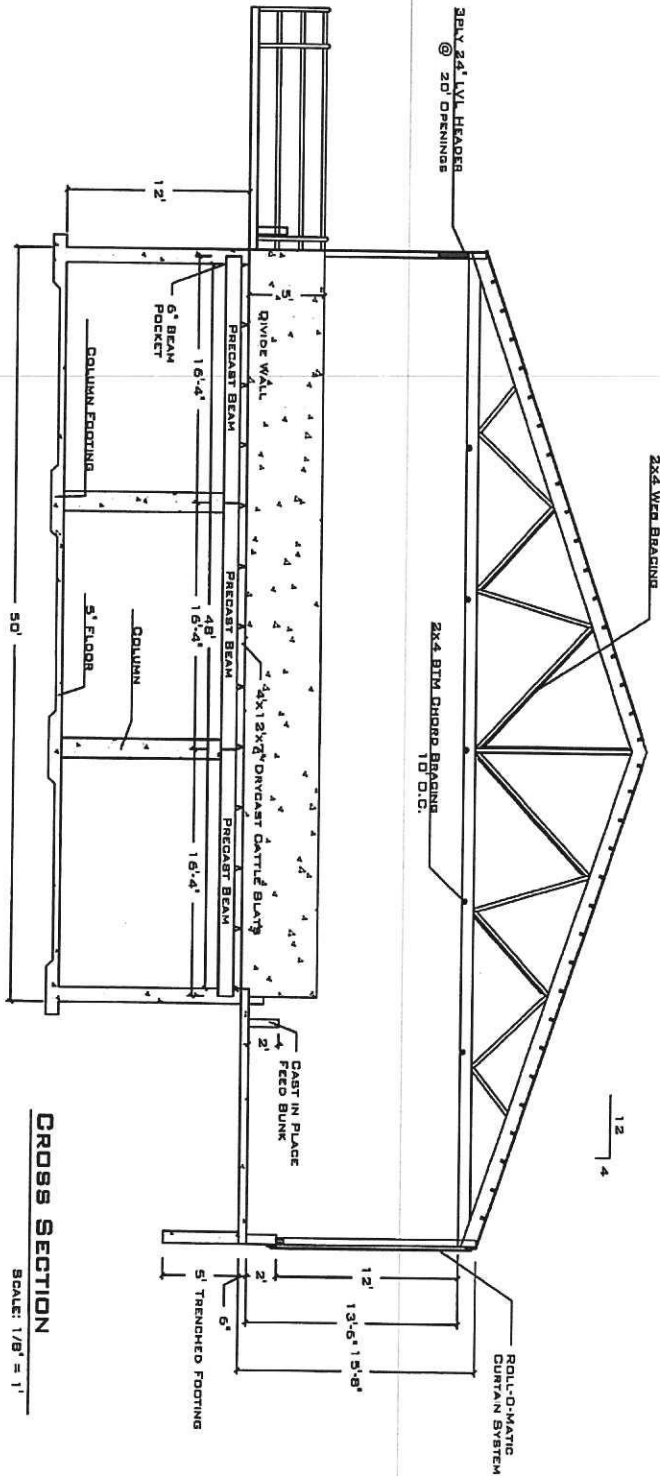 3PLY 24" LVL HEADER
@ 20' OPENINGS
2X4 WEB BRACING
2X4 BTM CHORD BRACING
10' O.C.
12
4
ROLL-O-MATIC
CURTAIN SYSTEM
12'
13'-6"
15'-8"
2'
6"
5' TRENCHED FOOTING
12'
5'
DIVIDE WALL
6" BEAM
POCKET
PRECAST BEAM
PRECAST BEAM
PRECAST BEAM
16'-4"
16'-4"
16'-4"
48'
4'X12'X7" DRYCAST CATTLE SLATS
2'
CAST IN PLACE
FEED BUNK
COLUMN FOOTING
5" FLOOR
COLUMN
50'
CROSS SECTION
SCALE: 1/8" = 1'